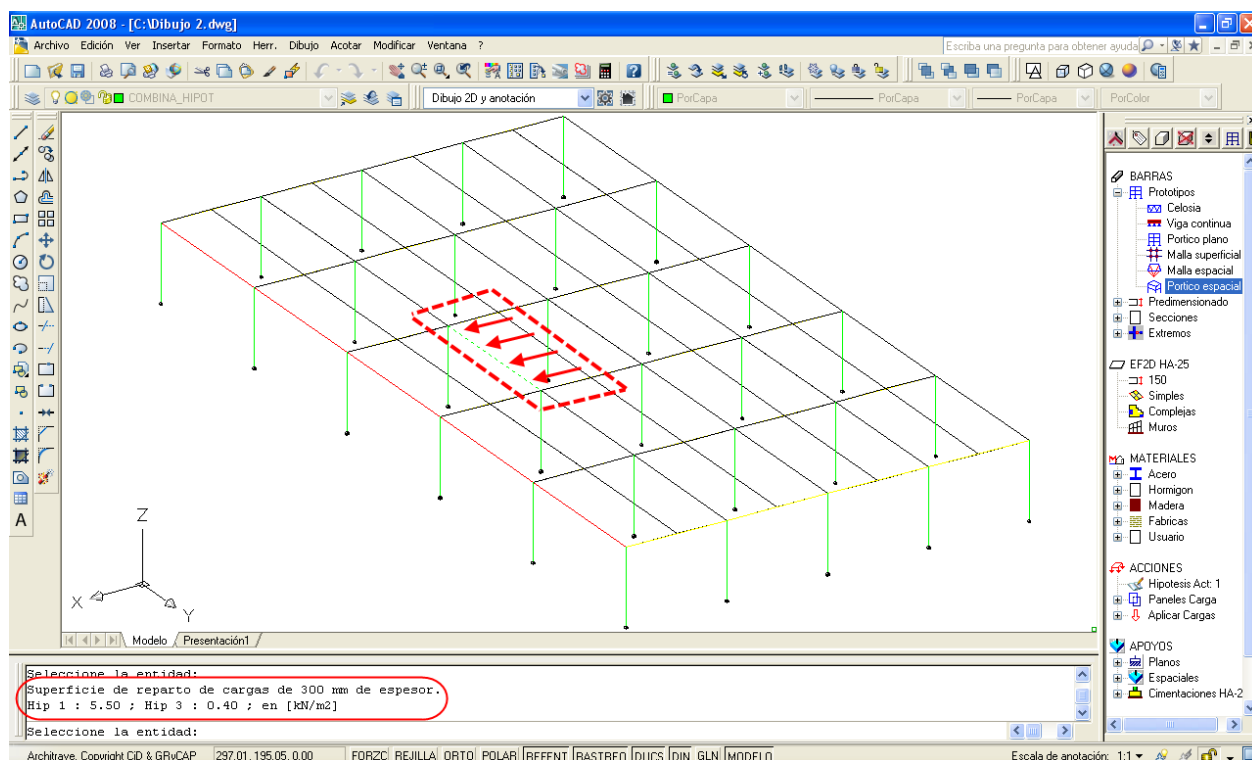 AutoCAD 2008 - [C:\Dibujo 2.dwg]
Archivo Edición Ver Insertar Formato Herr. Dibujo Acotar Modificar Ventana ?
Escriba una pregunta para obtener ayuda
COMBINA_HIPOT
Dibujo 2D y anotación
PorCapa
PorCapa
PorCapa
PorColor
BARRAS
Prototipos
Celosia
Viga continua
Portico plano
Malla superficial
Malla espacial
Portico espacial
Predimensionado
Secciones
Extremos
EF2D HA-25
150
Simples
Complejas
Muros
MATERIALES
Acero
Hormigon
Madera
Fabricas
Usuario
ACCIONES
Hipotesis Act: 1
Paneles Carga
Aplicar Cargas
APOYOS
Planos
Espaciales
Cimentaciones HA-2
Z
X
Y
Modelo
Presentación1
Seleccione la entidad:
Superficie de reparto de cargas de 300 mm de espesor.
Hip 1 : 5.50 ; Hip 3 : 0.40 ; en [kN/m2]
Seleccione la entidad:
Architrave. Copyright CiD & GRyCAP 297.01, 195.05, 0.00 FORZC REJILLA ORTO POLAR REFENT RASTREO DUCS DIN GLN MODELO Escala de anotación: 1:1